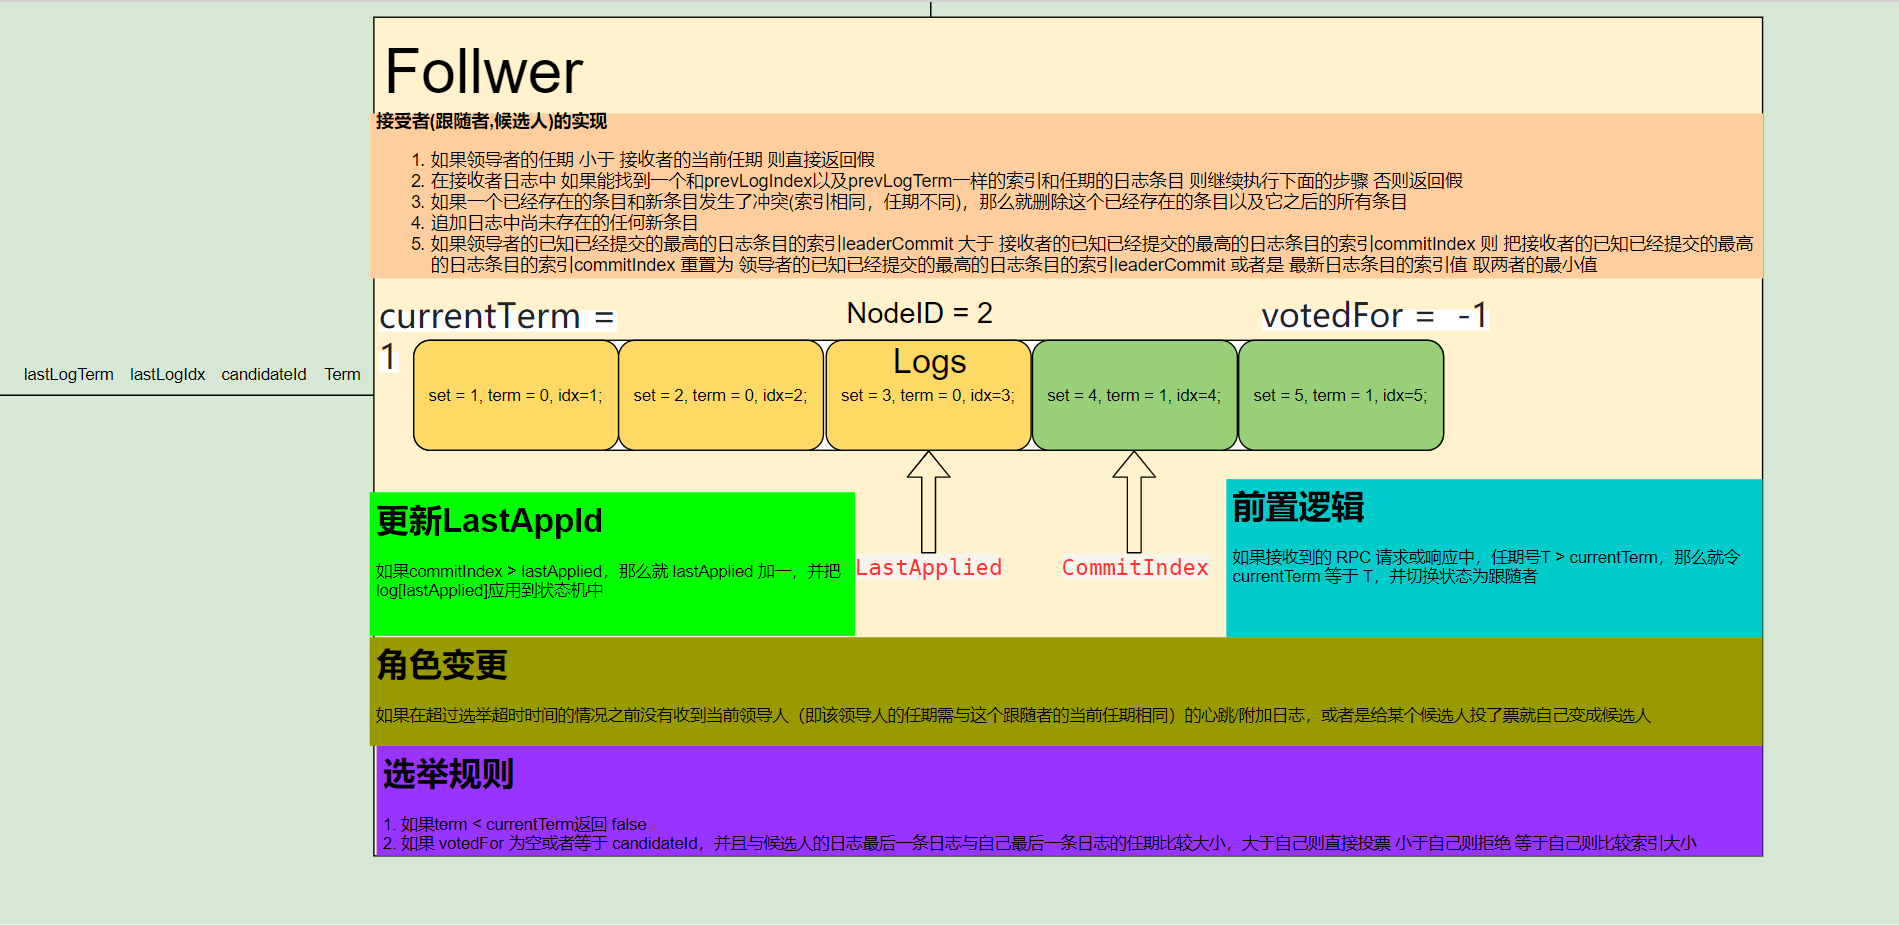 Follwer
接受者(跟随者,候选人)的实现
1. 如果领导者的任期 小于 接收者的当前任期 则直接返回假
2. 在接收者日志中 如果能找到一个和prevLogIndex以及prevLogTerm一样的索引和任期的日志条目 则继续执行下面的步骤 否则返回假
3. 如果一个已经存在的条目和新条目发生了冲突(索引相同，任期不同)，那么就删除这个已经存在的条目以及它之后的所有条目
4. 追加日志中尚未存在的任何新条目
5. 如果领导者的已知已经提交的最高的日志条目的索引leaderCommit 大于 接收者的已知已经提交的最高的日志条目的索引commitIndex 则 把接收者的已知已经提交的最高
的日志条目的索引commitIndex 重置为 领导者的已知已经提交的最高的日志条目的索引leaderCommit 或者是 最新日志条目的索引值 取两者的最小值
currentTerm =
1
NodeID = 2
votedFor = -1
Logs
lastLogTerm lastLogIdx candidateId Term
set = 1, term = 0, idx=1;
set = 2, term = 0, idx=2;
set = 3, term = 0, idx=3;
set = 4, term = 1, idx=4;
set = 5, term = 1, idx=5;
更新LastAppId
如果commitIndex > lastApplied，那么就 lastApplied 加一，并把
log[lastApplied]应用到状态机中
LastApplied
CommitIndex
前置逻辑
如果接收到的 RPC 请求或响应中，任期号T > currentTerm，那么就令
currentTerm 等于 T，并切换状态为跟随者
角色变更
如果在超过选举超时时间的情况之前没有收到当前领导人（即该领导人的任期需与这个跟随者的当前任期相同）的心跳/附加日志，或者是给某个候选人投了票就自己变成候选人
选举规则
1. 如果term < currentTerm返回 false
2. 如果 votedFor 为空或者等于 candidateId，并且与候选人的日志最后一条日志与自己最后一条日志的任期比较大小，大于自己则直接投票 小于自己则拒绝 等于自己则比较索引大小